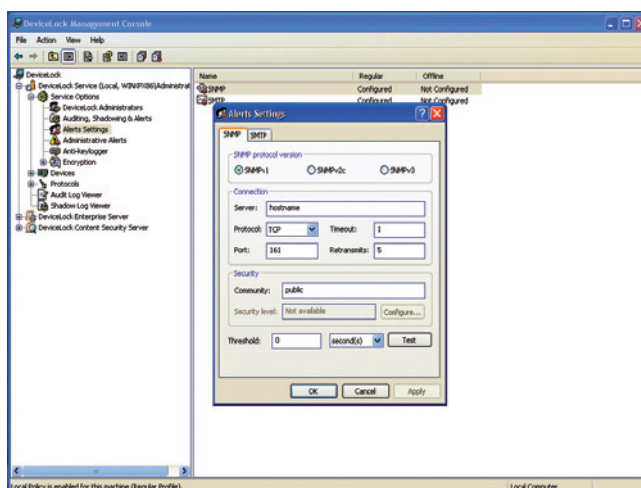 DeviceLock Management Console
File Action View Help
DeviceLock
DeviceLock Service (Local, WINXPX86\Administrat
Service Options
DeviceLock Administrators
Auditing, Shadowing & Alerts
Alerts Settings
Administrative Alerts
Anti-keylogger
Encryption
Devices
Protocols
Audit Log Viewer
Shadow Log Viewer
DeviceLock Enterprise Server
DeviceLock Content Security Server
Name Regular Offline
SNMP Configured Not Configured
SMTP Configured Not Configured
Alerts Settings
SNMP SMTP
SNMP protocol version
SNMPv1 SNMPv2c SNMPv3
Connection
Server: hostname
Protocol: TCP Timeout: 1
Port: 161 Retransmits: 5
Security
Community: public
Security level: Not available Configure...
Threshold: 0 second(s) Test
OK Cancel Apply
Local Policy is enabled for this machine (Regular Profile). Local Computer